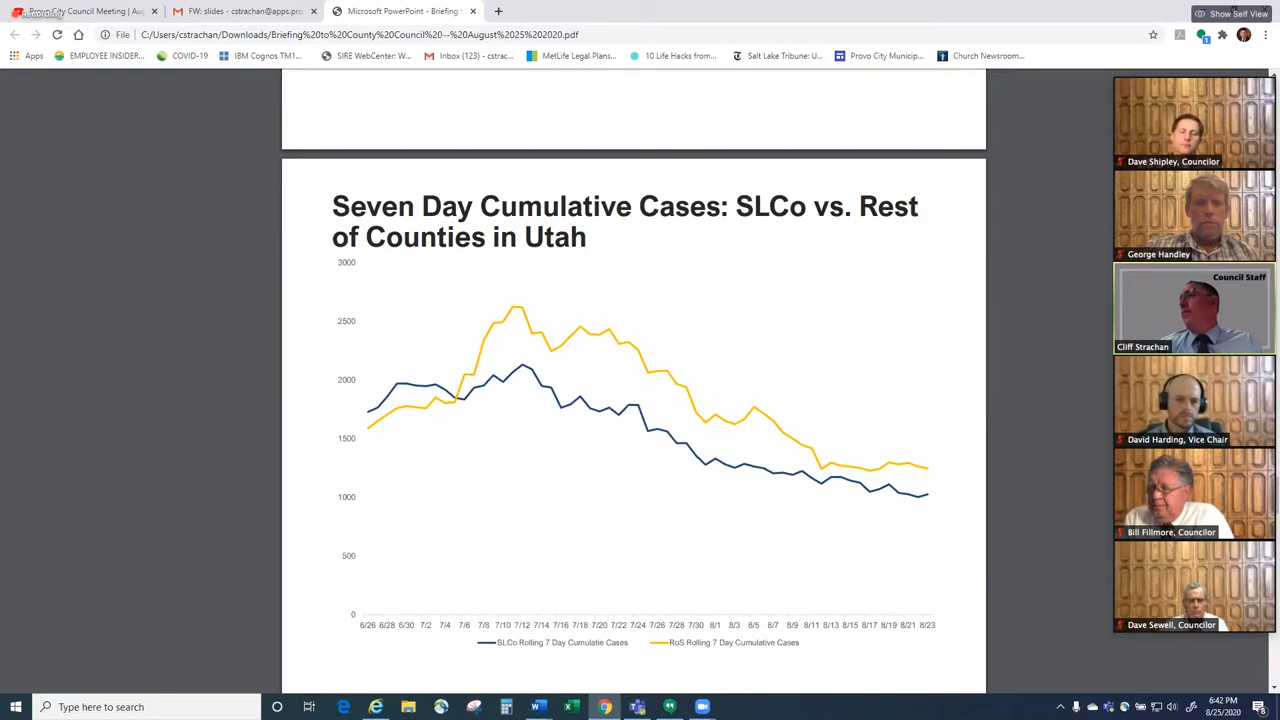 Recording
Provo City Council Meeting | Aug
FW: slides - cstrachan@apps.pro
Microsoft PowerPoint - Briefing
Show Self View
File
C:/Users/cstrachan/Downloads/Briefing%20to%20County%20Council%20--%20August%2025%20%2020.pdf
Apps
EMPLOYEE INSIDER...
COVID-19
IBM Cognos TM1...
SIRE WebCenter: W...
Inbox (123) - cstrac...
MetLife Legal Plans...
10 Life Hacks from...
Salt Lake Tribune: U...
Provo City Municip...
Church Newsroom...
Seven Day Cumulative Cases: SLCo vs. Rest
of Counties in Utah
3000
2500
2000
1500
1000
500
0
6/26 6/28 6/30 7/2 7/4 7/6 7/8 7/10 7/12 7/14 7/16 7/18 7/20 7/22 7/24 7/26 7/28 7/30 8/1 8/3 8/5 8/7 8/9 8/11 8/13 8/15 8/17 8/19 8/21 8/23
SLCo Rolling 7 Day Cumulatie Cases
RoS Rolling 7 Day Cumulative Cases
Dave Shipley, Councilor
George Handley
Council Staff
Cliff Strachan
David Harding, Vice Chair
Bill Fillmore, Councilor
Dave Sewell, Councilor
Type here to search
6:42 PM
8/25/2020